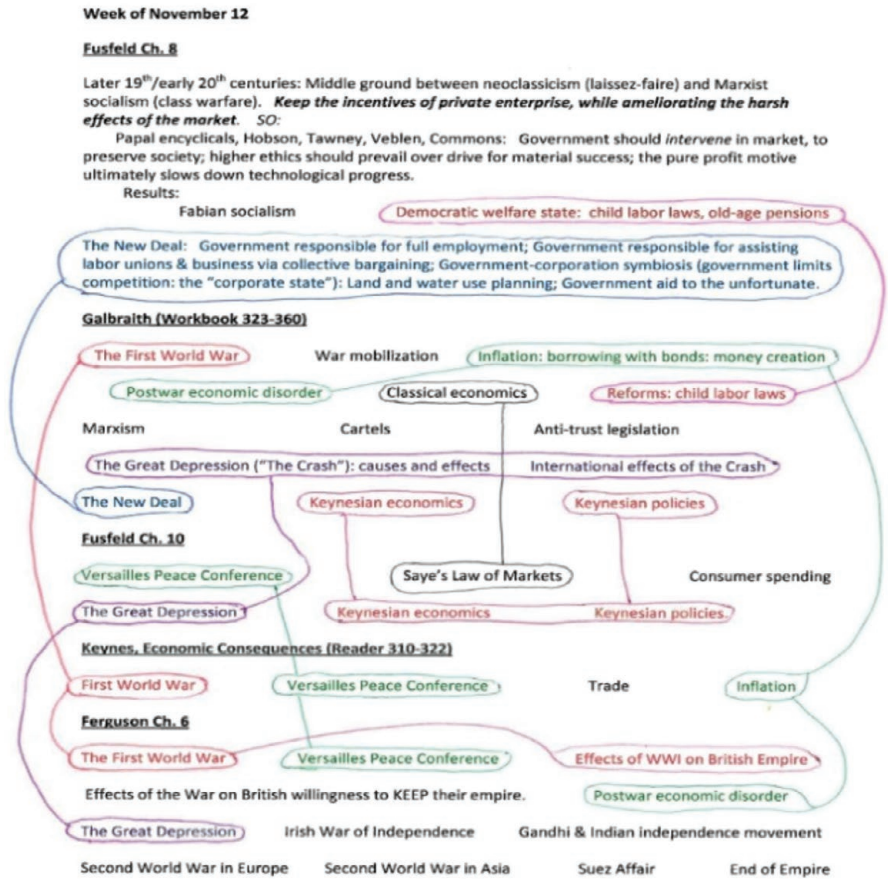 Week of November 12
Fusfeld Ch. 8
Later 19th/early 20th centuries: Middle ground between neoclassicism (laissez-faire) and Marxist
socialism (class warfare). Keep the incentives of private enterprise, while ameliorating the harsh
effects of the market. SO:
Papal encyclicals, Hobson, Tawney, Veblen, Commons: Government should intervene in market, to
preserve society; higher ethics should prevail over drive for material success; the pure profit motive
ultimately slows down technological progress.
Results:
Fabian socialism Democratic welfare state: child labor laws, old-age pensions
The New Deal: Government responsible for full employment; Government responsible for assisting
labor unions & business via collective bargaining; Government-corporation symbiosis (government limits
competition: the "corporate state"): Land and water use planning; Government aid to the unfortunate.
Galbraith (Workbook 323-360)
The First World War War mobilization Inflation: borrowing with bonds: money creation
Postwar economic disorder Classical economics Reforms: child labor laws
Marxism Cartels Anti-trust legislation
The Great Depression ("The Crash"): causes and effects International effects of the Crash
The New Deal Keynesian economics Keynesian policies
Fusfeld Ch. 10
Versailles Peace Conference Saye's Law of Markets Consumer spending
The Great Depression Keynesian economics Keynesian policies
Keynes, Economic Consequences (Reader 310-322)
First World War Versailles Peace Conference Trade Inflation
Ferguson Ch. 6
The First World War Versailles Peace Conference Effects of WWI on British Empire
Effects of the War on British willingness to KEEP their empire. Postwar economic disorder
The Great Depression Irish War of Independence Gandhi & Indian independence movement
Second World War in Europe Second World War in Asia Suez Affair End of Empire